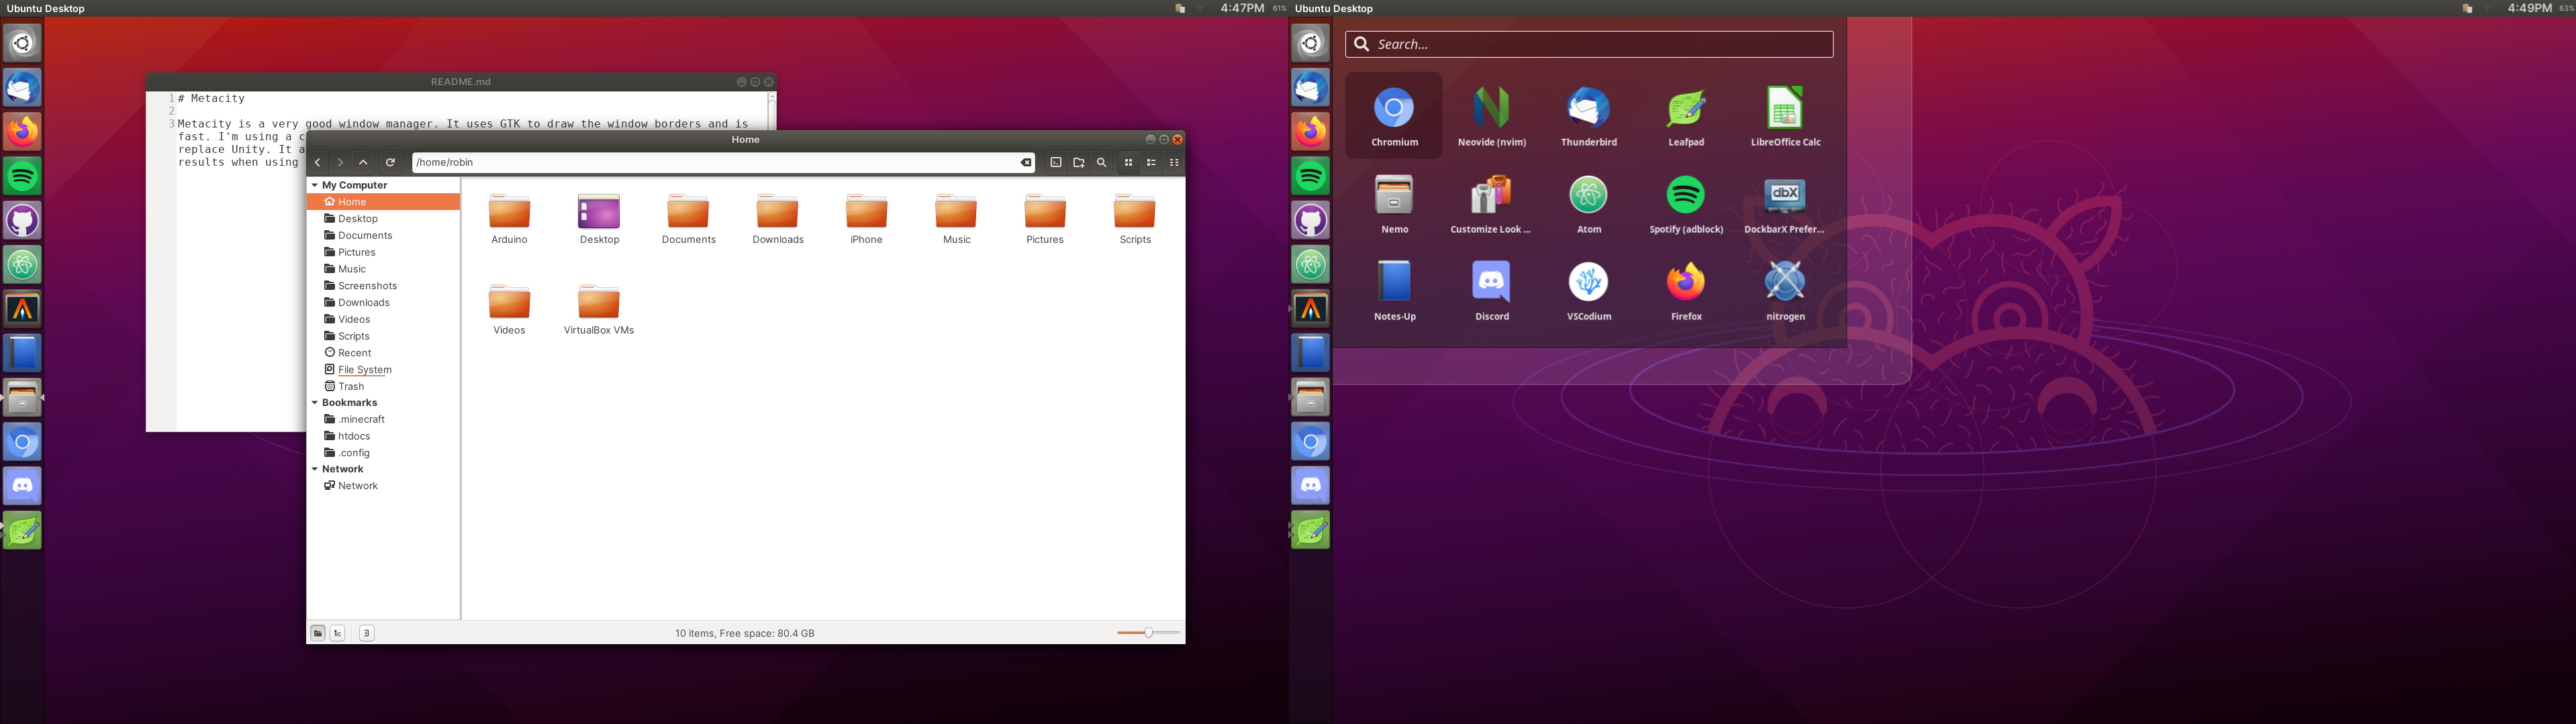 Ubuntu Desktop
4:47PM 61%
README.md
1 # Metacity
2
3 Metacity is a very good window manager. It uses GTK to draw the window borders and is
fast. I'm using a c
replace Unity. It a
results when using
Home
/home/robin
My Computer
Home
Desktop
Documents
Pictures
Music
Screenshots
Downloads
Videos
Scripts
Recent
File System
Trash
Bookmarks
.minecraft
htdocs
.config
Network
Network
Arduino Desktop Documents Downloads iPhone Music Pictures Scripts
Videos VirtualBox VMs
10 items, Free space: 80.4 GB
Ubuntu Desktop
4:49PM 63%
Search...
Chromium Neovide (nvim) Thunderbird Leafpad LibreOffice Calc
Nemo Customize Look ... Atom Spotify (adblock) DockbarX Prefer...
Notes-Up Discord VSCodium Firefox nitrogen
dbX